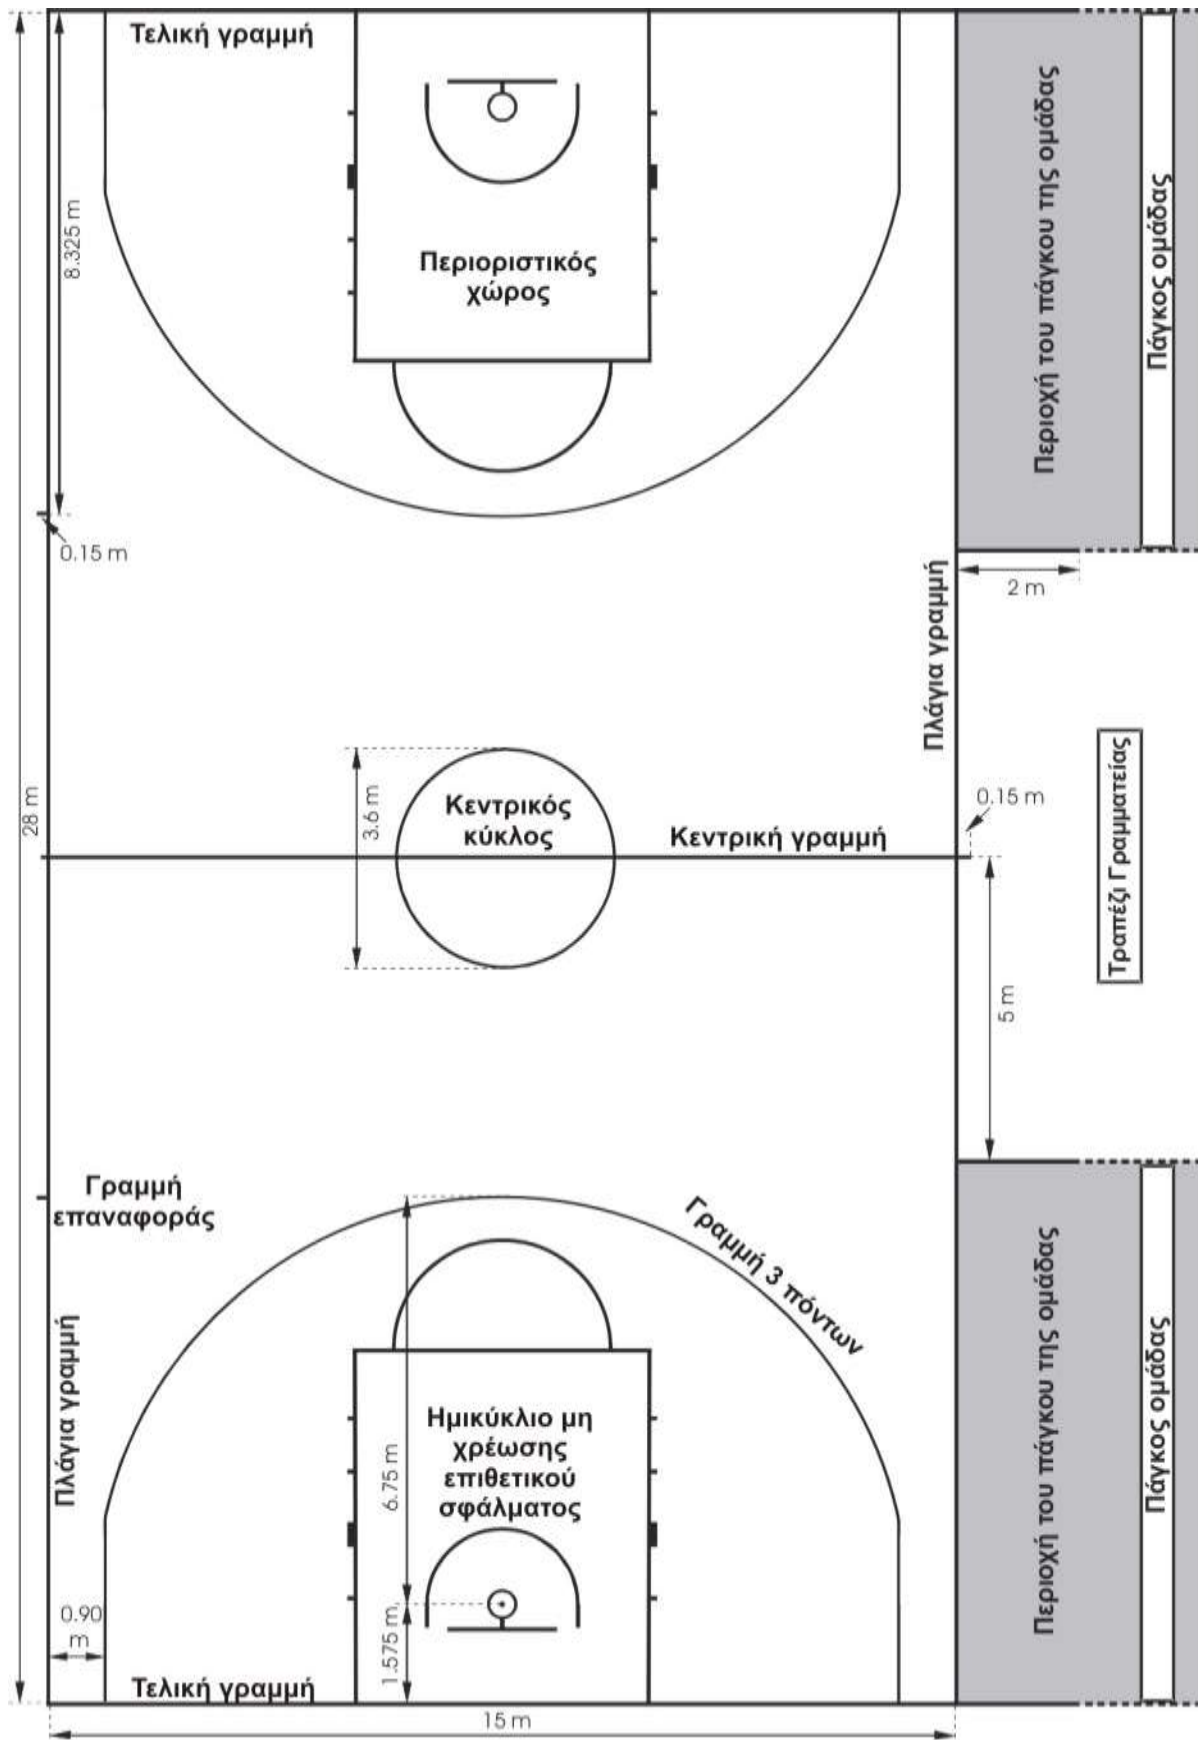 Τελική γραμμή
8.325 m
Περιοριστικός
χώρος
Περιοχή του πάγκου της ομάδας
Πάγκος ομάδας
0.15 m
2 m
Πλάγια γραμμή
28 m
3.6 m
Κεντρικός
κύκλος
Κεντρική γραμμή
0.15 m
Τραπέζι Γραμματείας
5 m
Γραμμή
επαναφοράς
Γραμμή 3 πόντων
Πλάγια γραμμή
Ημικύκλιο μη
χρέωσης
επιθετικού
σφάλματος
6.75 m
Περιοχή του πάγκου της ομάδας
Πάγκος ομάδας
0.90
m
1.575 m
Τελική γραμμή
15 m